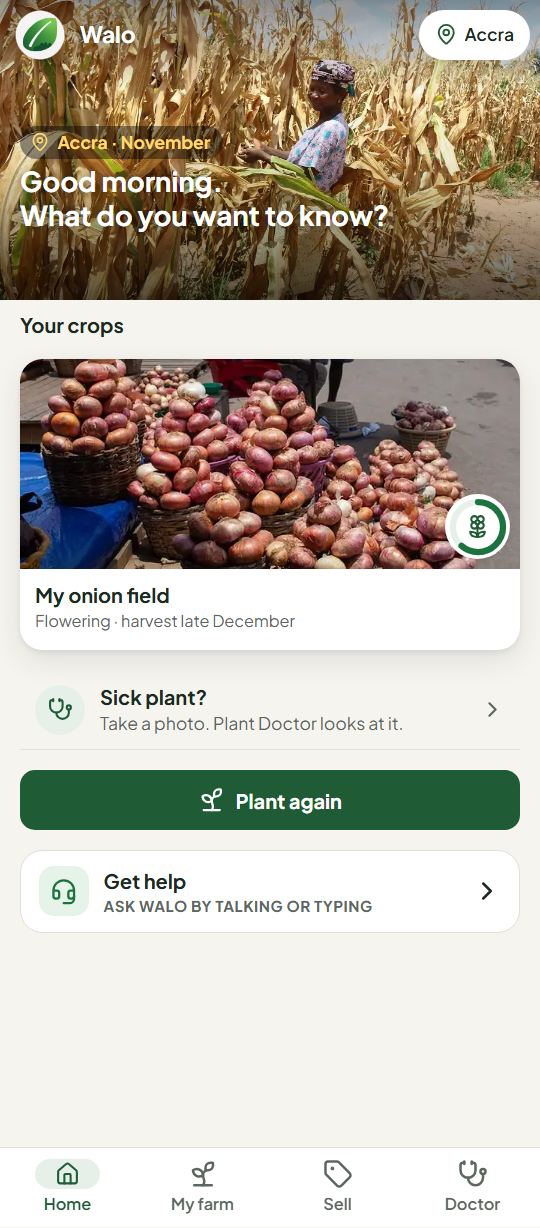 Walo
Accra
Accra · November
Good morning.
What do you want to know?
Your crops
My onion field
Flowering · harvest late December
Sick plant?
Take a photo. Plant Doctor looks at it.
Plant again
Get help
ASK WALO BY TALKING OR TYPING
Home
My farm
Sell
Doctor